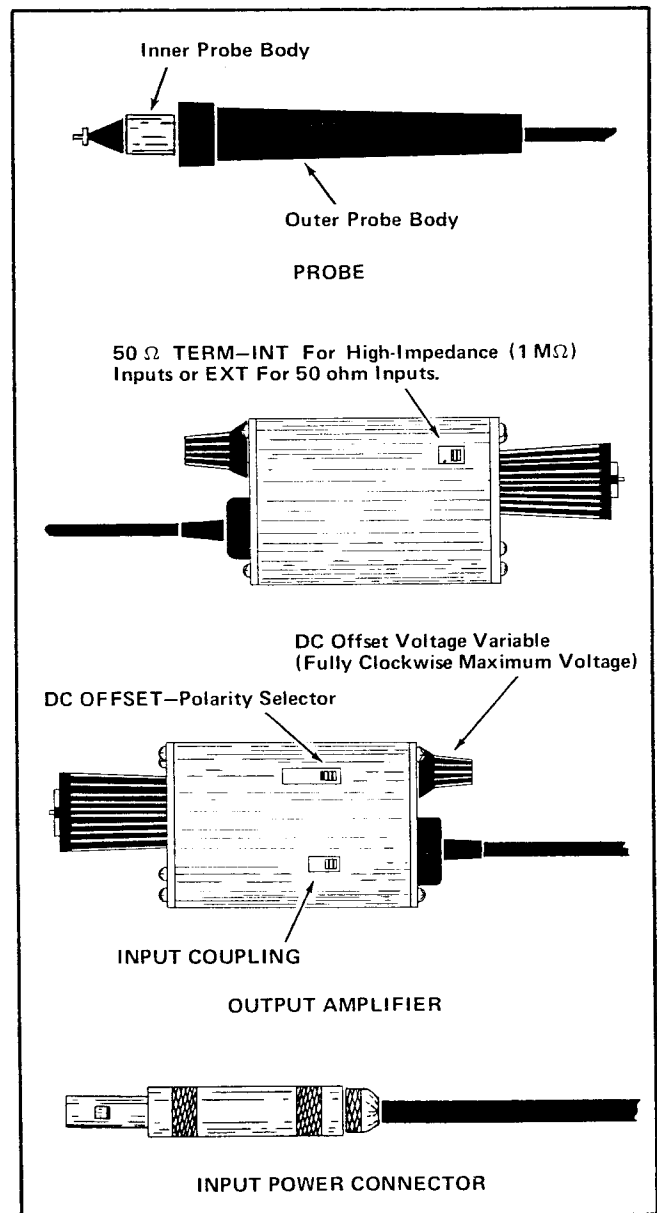 Inner Probe Body
Outer Probe Body
PROBE
50 Ω TERM–INT For High-Impedance (1 MΩ)
Inputs or EXT For 50 ohm Inputs.
DC Offset Voltage Variable
(Fully Clockwise Maximum Voltage)
DC OFFSET–Polarity Selector
INPUT COUPLING
OUTPUT AMPLIFIER
INPUT POWER CONNECTOR